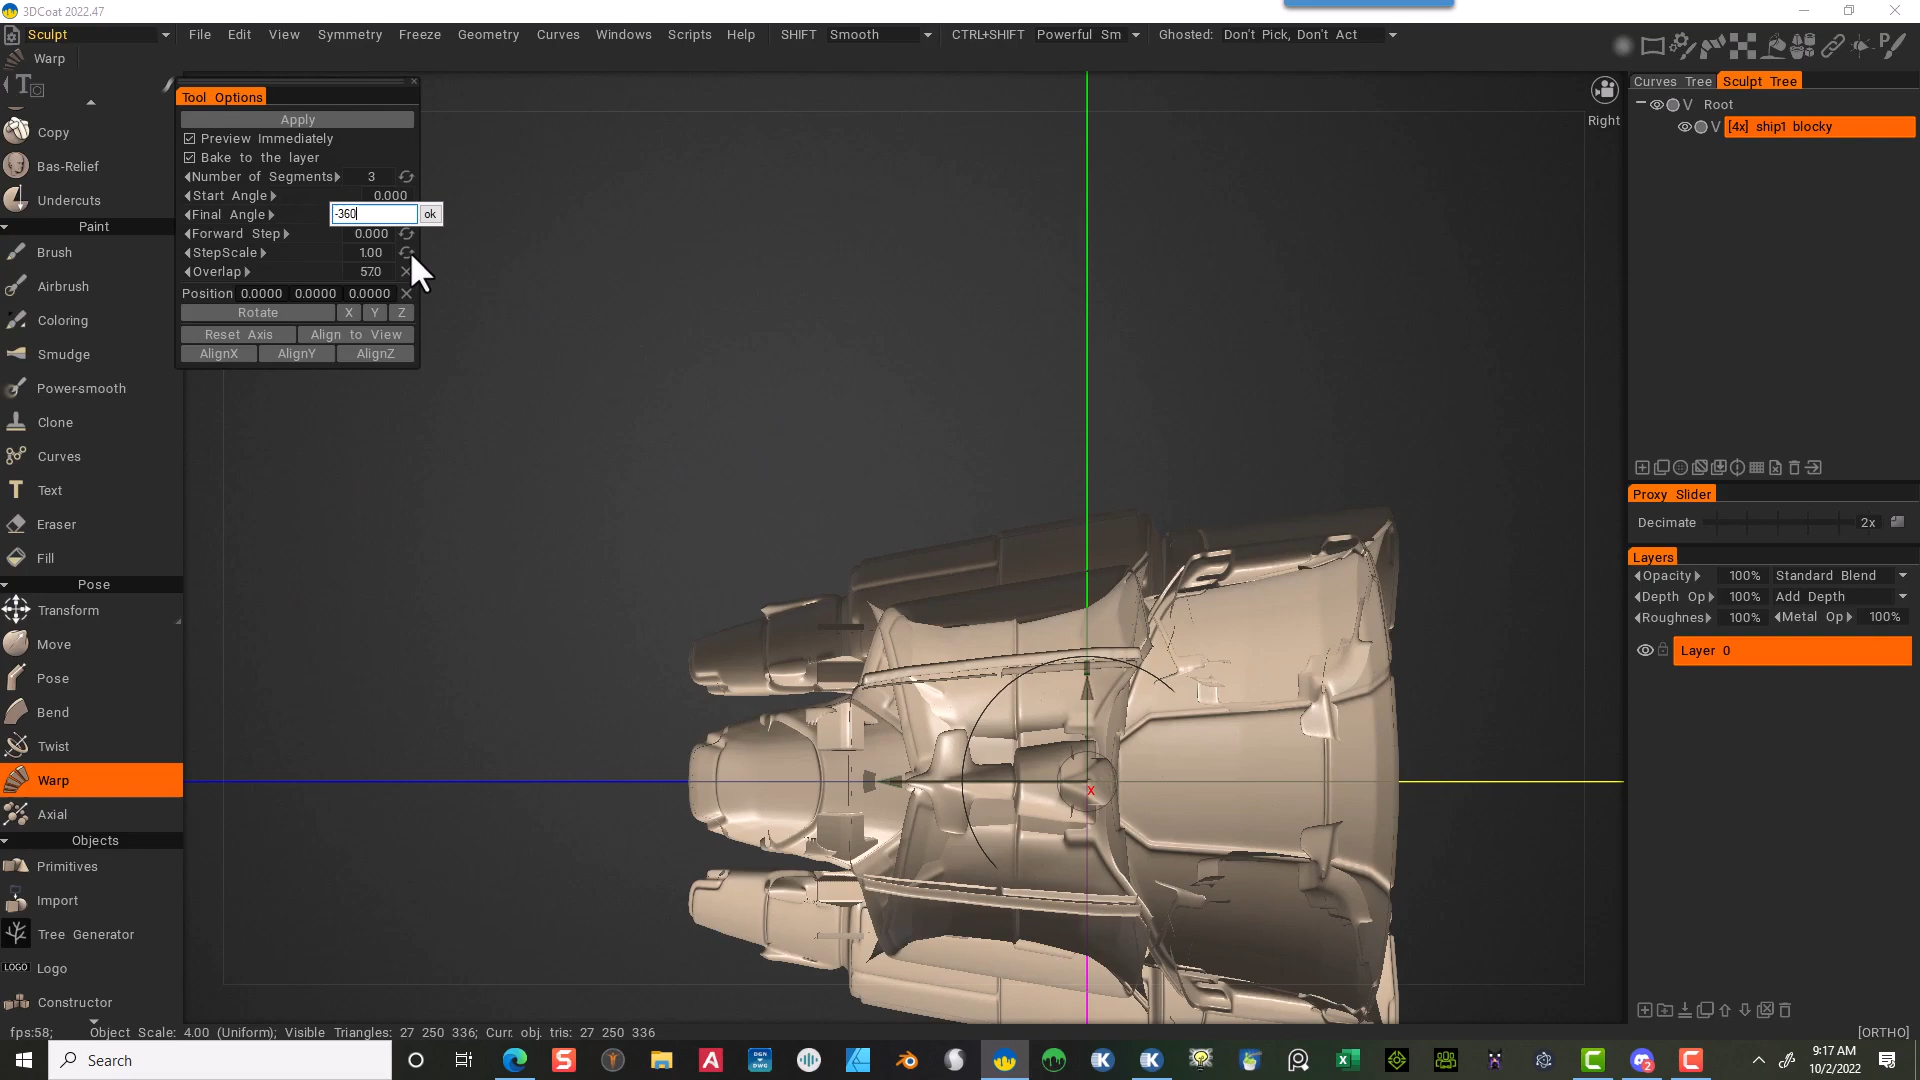 3DCoat 2022.47
Sculpt File Edit View Symmetry Freeze Geometry Curves Windows Scripts Help SHIFT Smooth CTRL+SHIFT Powerful Sm Ghosted: Don't Pick, Don't Act
Warp
Tool Options
Apply
Preview Immediately
Bake to the layer
Number of Segments 3
Start Angle 0.000
Final Angle -360 ok
Forward Step 0.000
StepScale 1.00
Overlap 57.0
Position 0.0000 0.0000 0.0000
Rotate X Y Z
Reset Axis Align to View
AlignX AlignY AlignZ
Copy
Bas-Relief
Undercuts
Paint
Brush
Airbrush
Coloring
Smudge
Power-smooth
Clone
Curves
Text
Eraser
Fill
Pose
Transform
Move
Pose
Bend
Twist
Warp
Axial
Objects
Primitives
Import
Tree Generator
LOGO Logo
Constructor
Right
X
Curves Tree Sculpt Tree
V Root
V [4x] ship1 blocky
Proxy Slider
Decimate 2x
Layers
Opacity 100% Standard Blend
Depth Op 100% Add Depth
Roughnes 100% Metal Op 100%
Layer 0
fps:58; Object Scale: 4.00 (Uniform); Visible Triangles: 27 250 336; Curr. obj. tris: 27 250 336 [ORTHO]
Search
9:17 AM
10/2/2022